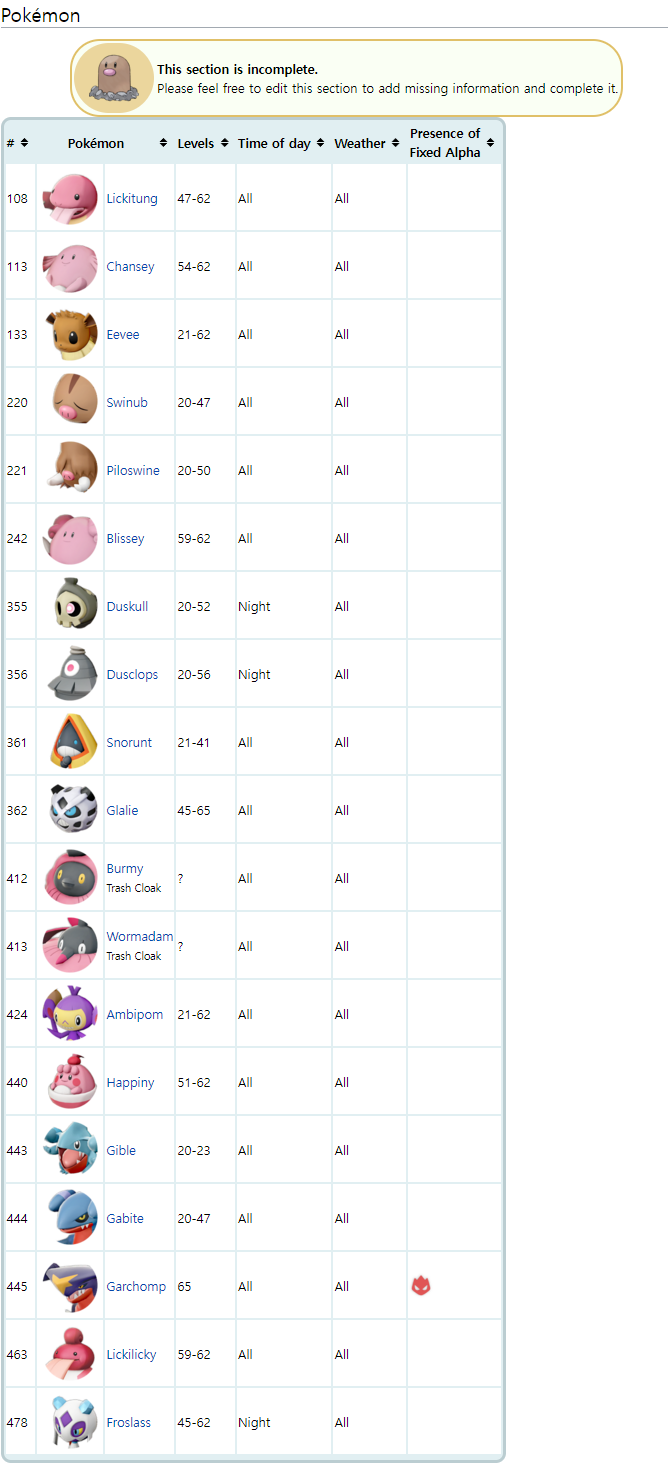 Pokémon
This section is incomplete.
Please feel free to edit this section to add missing information and complete it.
# Pokémon Levels Time of day Weather Presence of
Fixed Alpha
108 Lickitung 47-62 All All
113 Chansey 54-62 All All
133 Eevee 21-62 All All
220 Swinub 20-47 All All
221 Piloswine 20-50 All All
242 Blissey 59-62 All All
355 Duskull 20-52 Night All
356 Dusclops 20-56 Night All
361 Snorunt 21-41 All All
362 Glalie 45-65 All All
412 Burmy ? All All
Trash Cloak
413 Wormadam ? All All
Trash Cloak
424 Ambipom 21-62 All All
440 Happiny 51-62 All All
443 Gible 20-23 All All
444 Gabite 20-47 All All
445 Garchomp 65 All All
463 Lickilicky 59-62 All All
478 Froslass 45-62 Night All